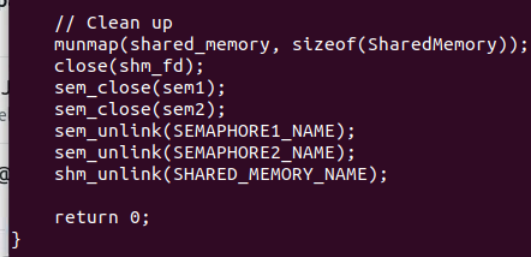 // Clean up
munmap(shared_memory, sizeof(SharedMemory));
close(shm_fd);
sem_close(sem1);
sem_close(sem2);
sem_unlink(SEMAPHORE1_NAME);
sem_unlink(SEMAPHORE2_NAME);
shm_unlink(SHARED_MEMORY_NAME);
return 0;
}